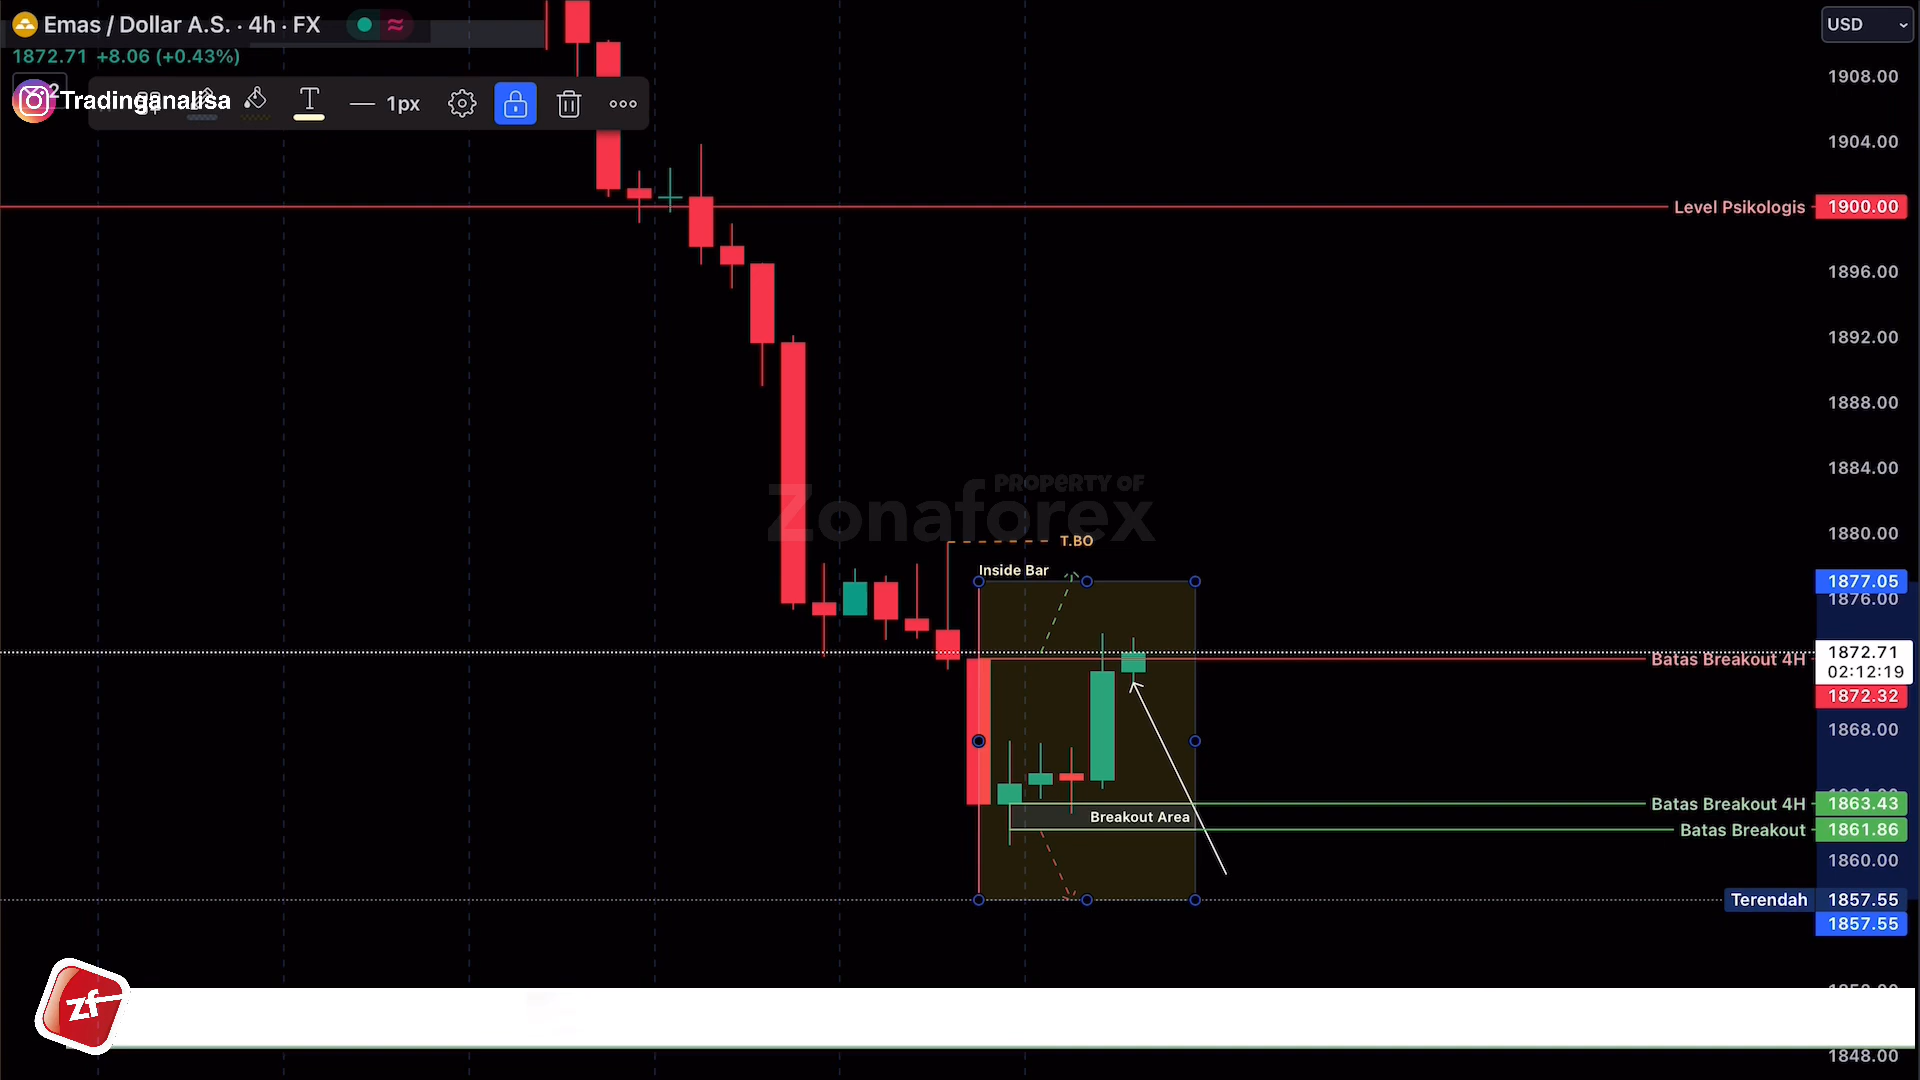 Emas / Dollar A.S. · 4h · FX
USD
1872.71 +8.06 (+0.43%)
Tradinganalisa
T
1px
1908.00
1904.00
Level Psikologis
1900.00
1896.00
1892.00
1888.00
1884.00
1880.00
PROPERTY OF
Zonaforex
T.BO
Inside Bar
1877.05
1876.00
1872.71
02:12:19
Batas Breakout 4H
1872.32
1868.00
Batas Breakout 4H
1863.43
Breakout Area
Batas Breakout
1861.86
1860.00
Terendah
1857.55
1857.55
zf
1848.00